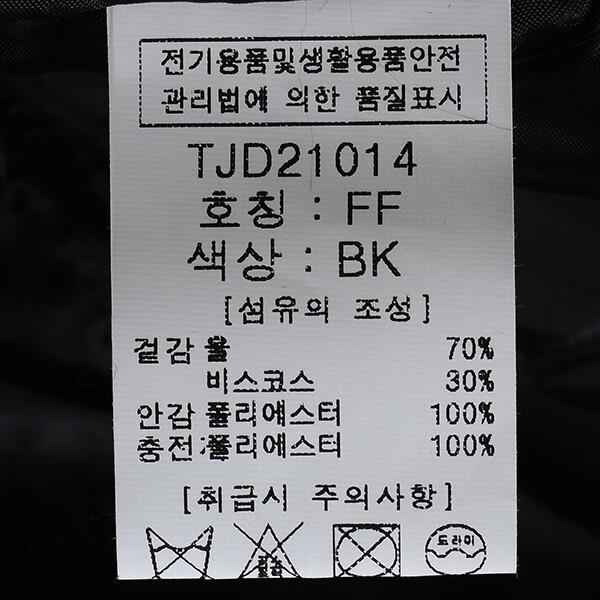 전기용품및생활용품안전
관리법에 의한 품질표시
TJD21014
호칭 : FF
색상 : BK
[섬유의 조성]
겉감 울 70%
비스코스 30%
안감 폴리에스터 100%
충전재 폴리에스터 100%
[취급시 주의사항]
드라이